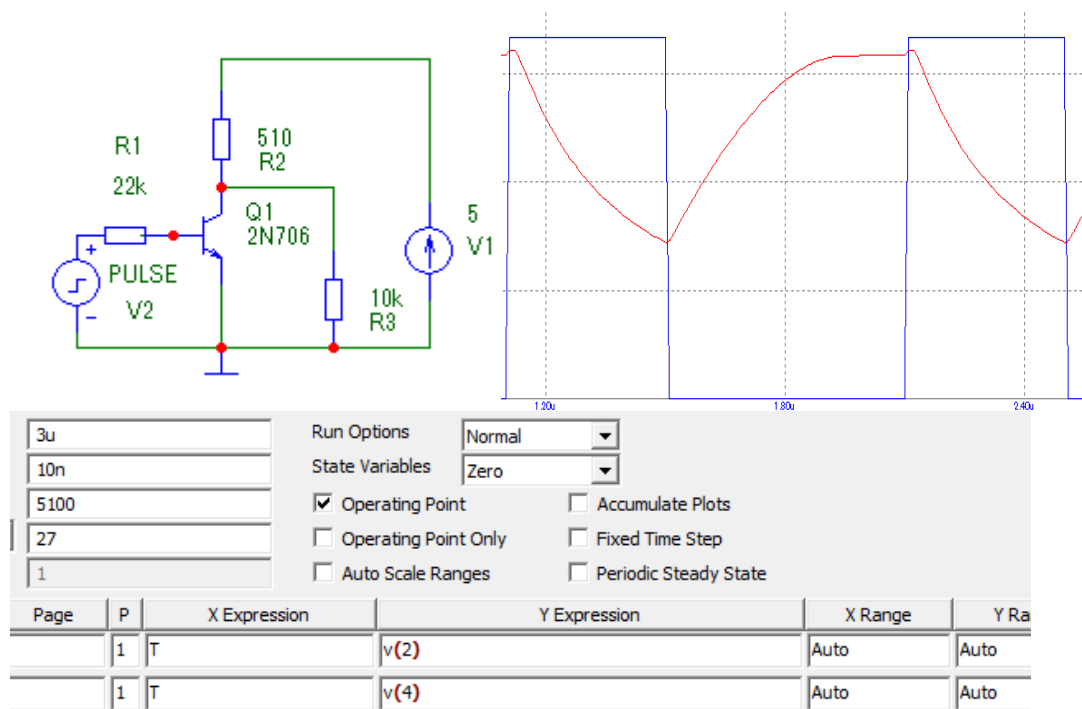 R1
22k
510
R2
Q1
2N706
5
V1
+
PULSE
V2
−
10k
R3
1.20u
1.80u
2.40u
3u
10n
5100
27
1
Run Options
Normal
State Variables
Zero
Operating Point
Accumulate Plots
Operating Point Only
Fixed Time Step
Auto Scale Ranges
Periodic Steady State
Page P X Expression Y Expression X Range Y Ra
1 T v(2) Auto Auto
1 T v(4) Auto Auto